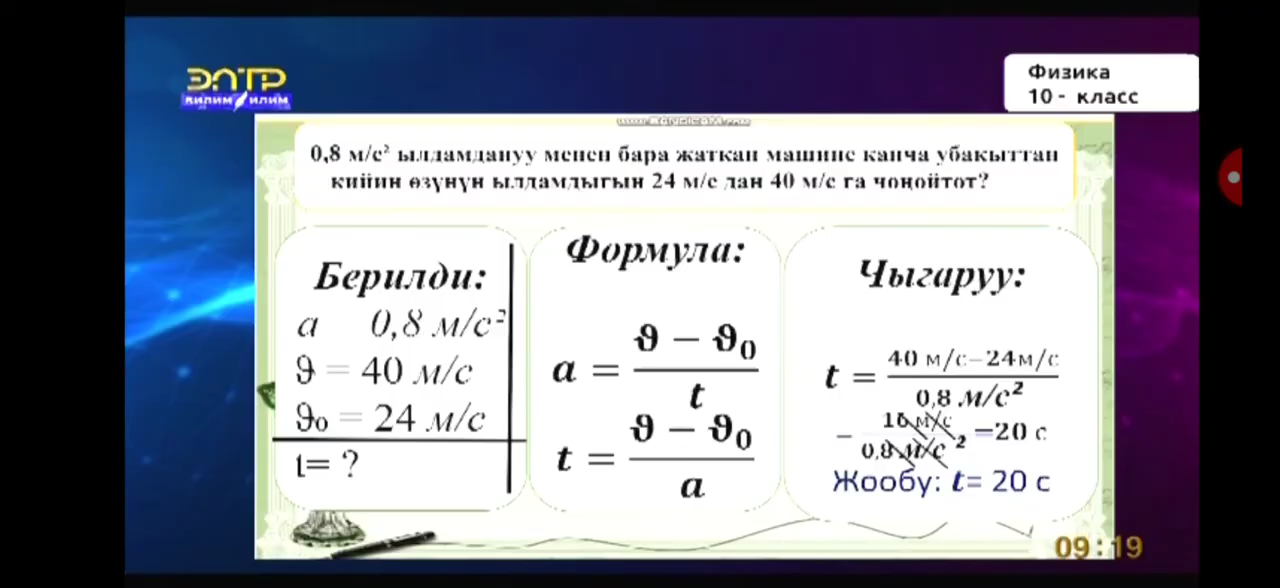 ЭЛТР
БИЛИМ ИЛИМ
Физика
10 - класс
0,8 м/с² ылдамдануу менен бара жаткан машине канча убакыттан
кийин өзүнүн ылдамдыгын 24 м/с дан 40 м/с га чоңойтот?
Берилди:
a 0,8 м/с²
ϑ = 40 м/с
ϑ₀ = 24 м/с
t= ?
Формула:
a = (ϑ − ϑ₀) / t
t = (ϑ − ϑ₀) / a
Чыгаруу:
t = (40 м/с−24м/с) / (0,8 м/с²)
− (16 м/с) / (0,8 м/с²) =20 с
Жообу: t= 20 с
09:19